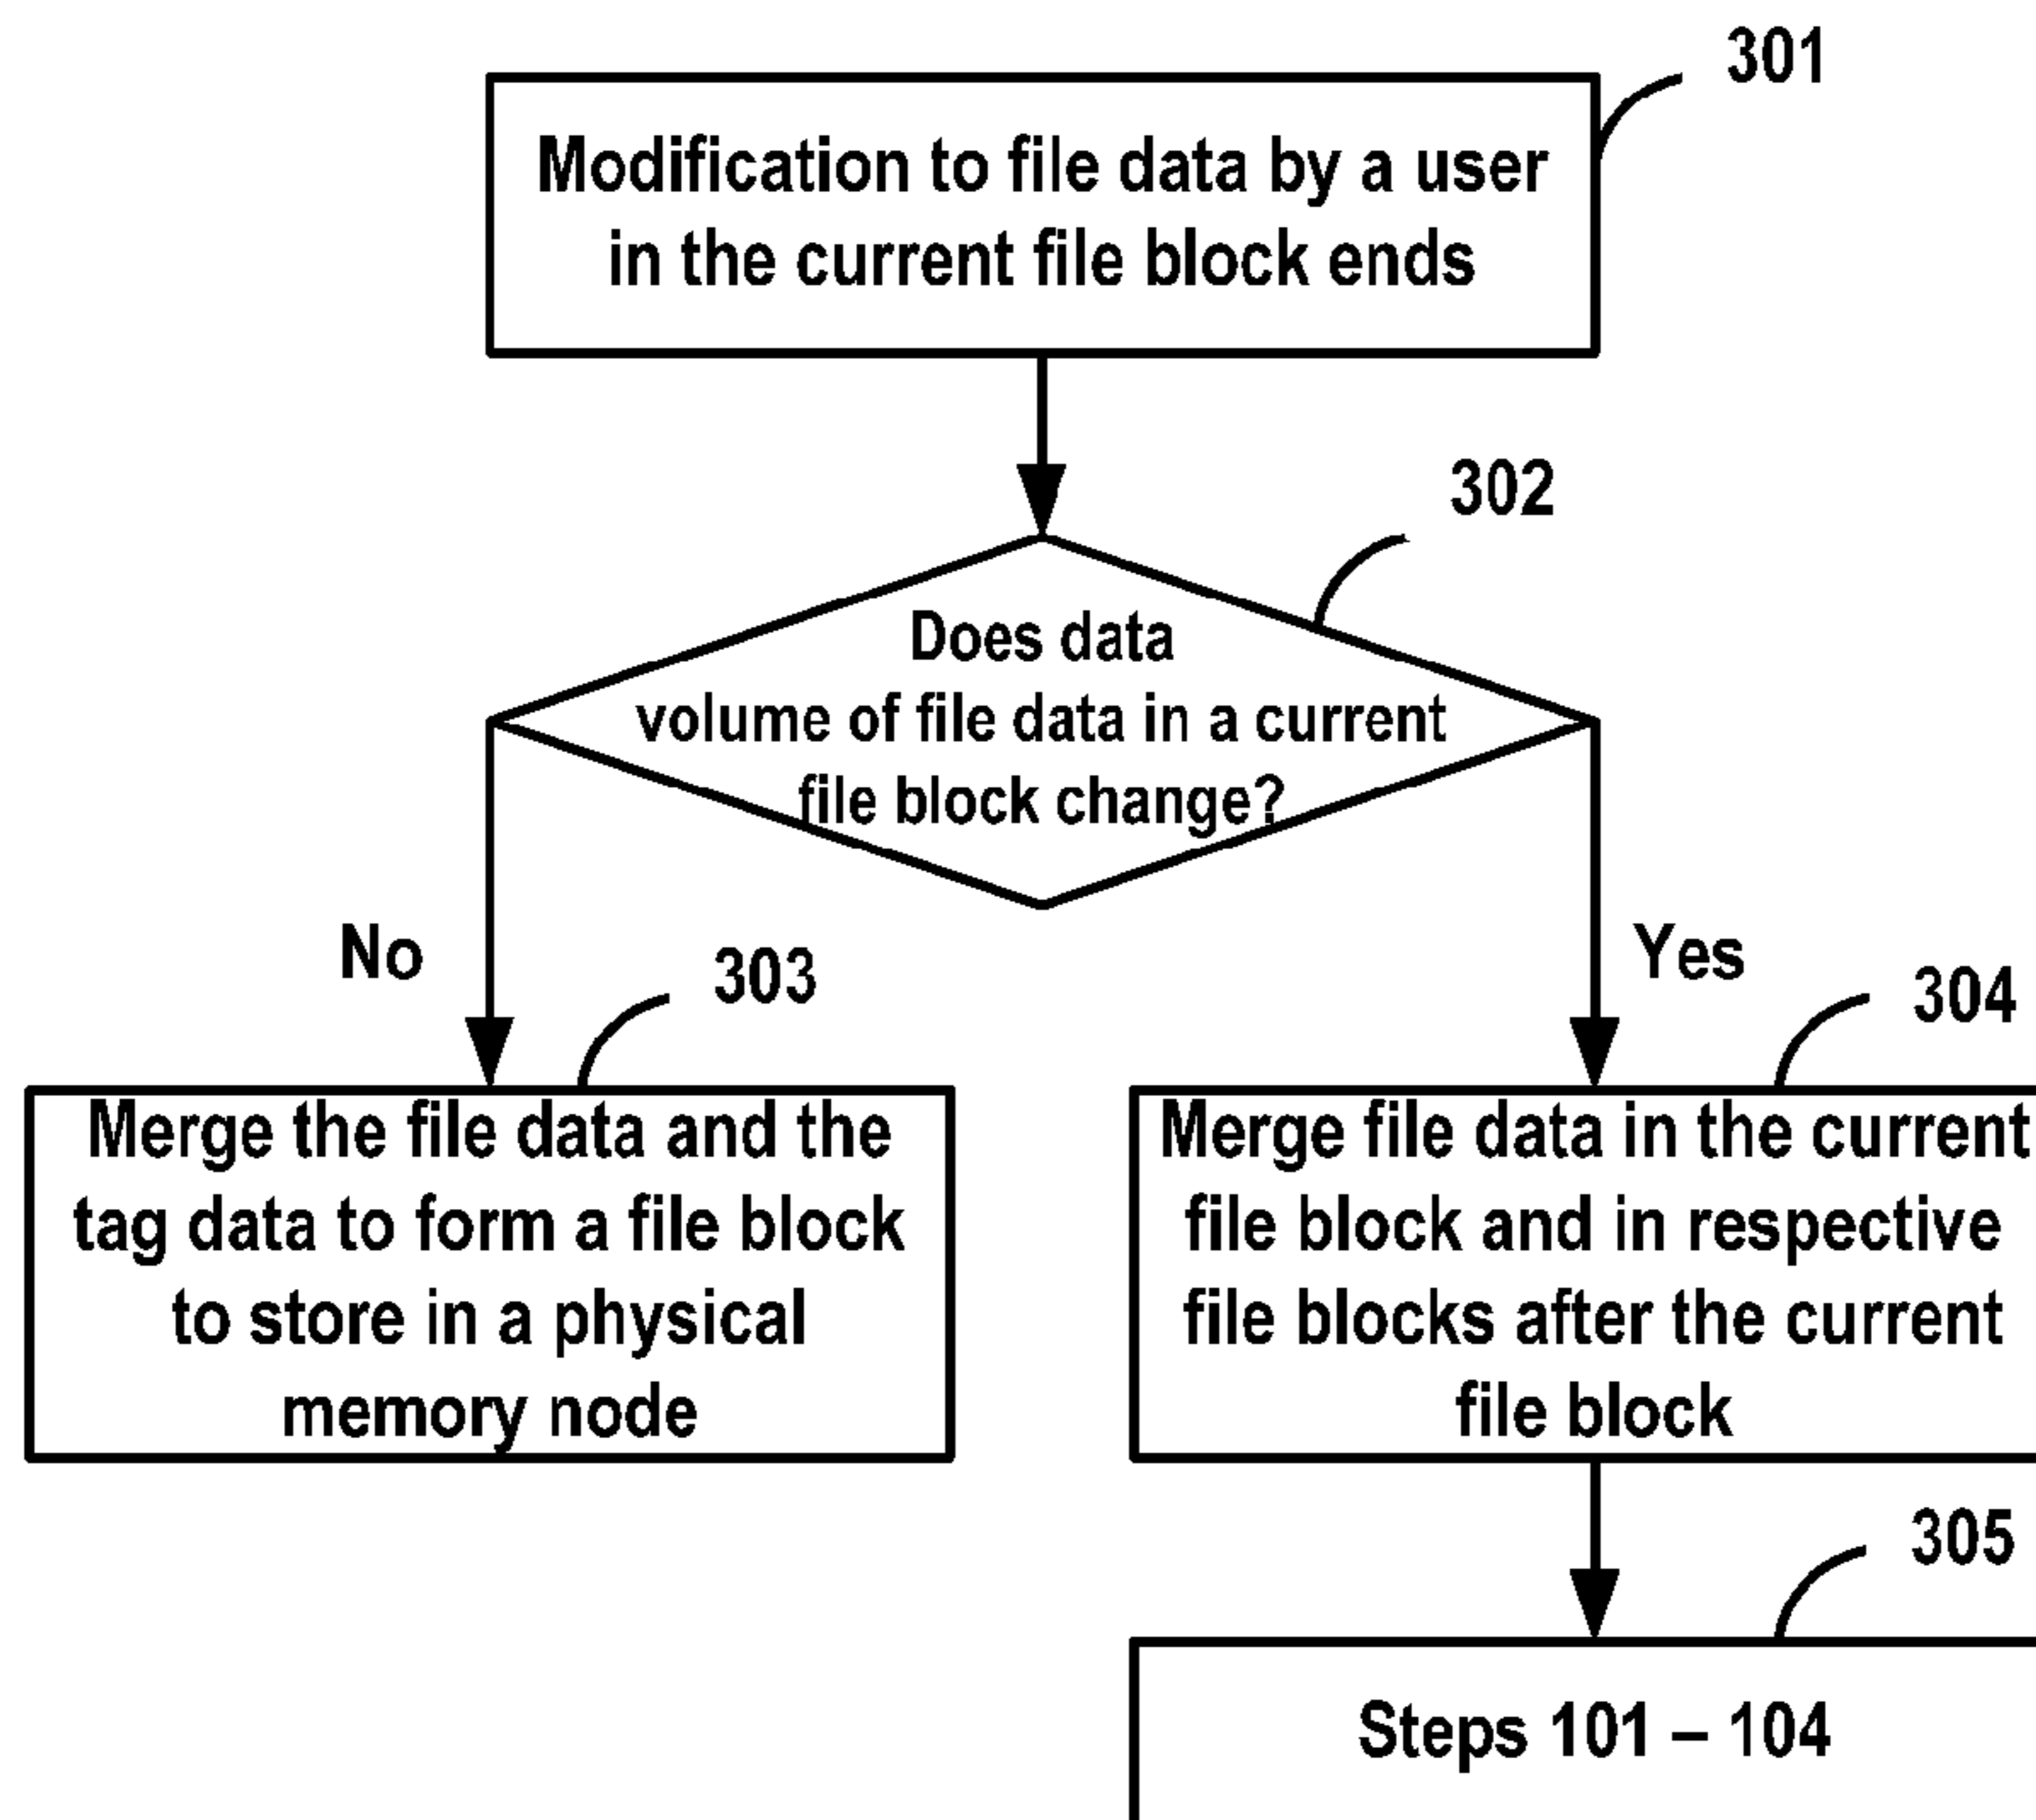 301
Modification to file data by a user
in the current file block ends
302
Does data
volume of file data in a current
file block change?
No
Yes
303
304
Merge the file data and the
tag data to form a file block
to store in a physical
memory node
Merge file data in the current
file block and in respective
file blocks after the current
file block
305
Steps 101 – 104